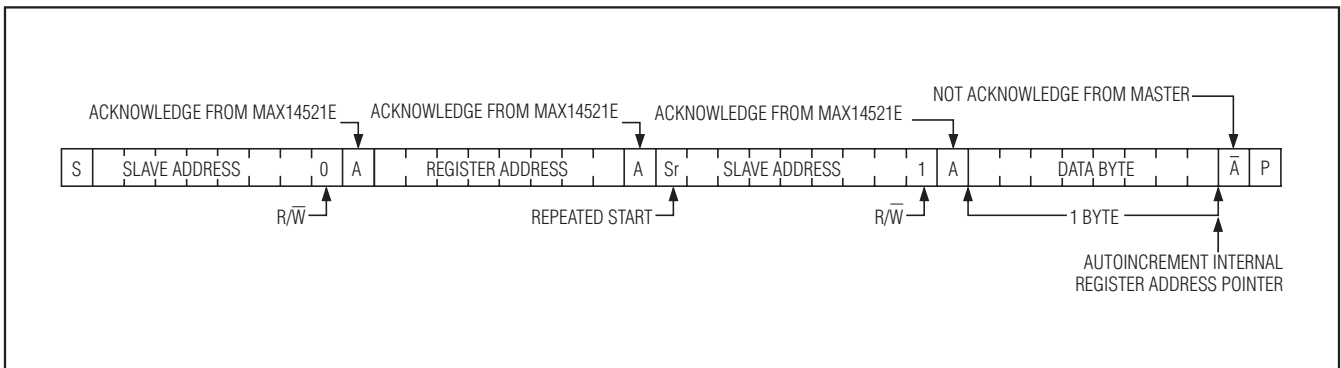 NOT ACKNOWLEDGE FROM MASTER
ACKNOWLEDGE FROM MAX14521E ACKNOWLEDGE FROM MAX14521E ACKNOWLEDGE FROM MAX14521E
S SLAVE ADDRESS 0 A REGISTER ADDRESS A Sr SLAVE ADDRESS 1 A DATA BYTE A̅ P
R/W̅ REPEATED START R/W̅ 1 BYTE
AUTOINCREMENT INTERNAL
REGISTER ADDRESS POINTER